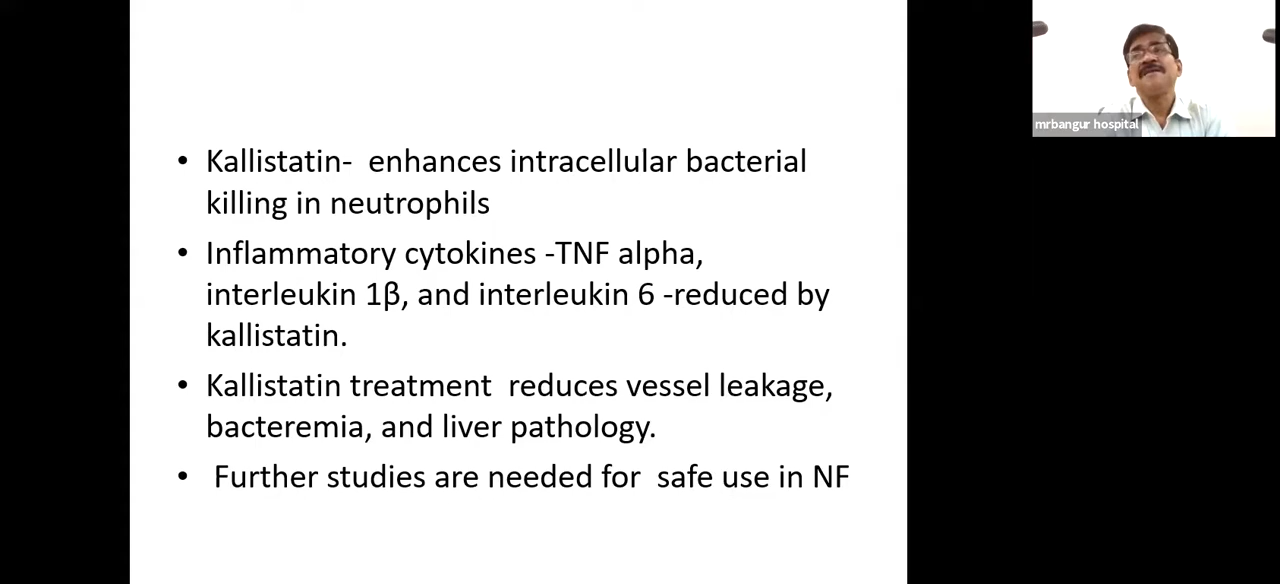 mrbangur hospital
• Kallistatin-  enhances intracellular bacterial
killing in neutrophils
• Inflammatory cytokines -TNF alpha,
interleukin 1β, and interleukin 6 -reduced by
kallistatin.
• Kallistatin treatment  reduces vessel leakage,
bacteremia, and liver pathology.
•  Further studies are needed for  safe use in NF